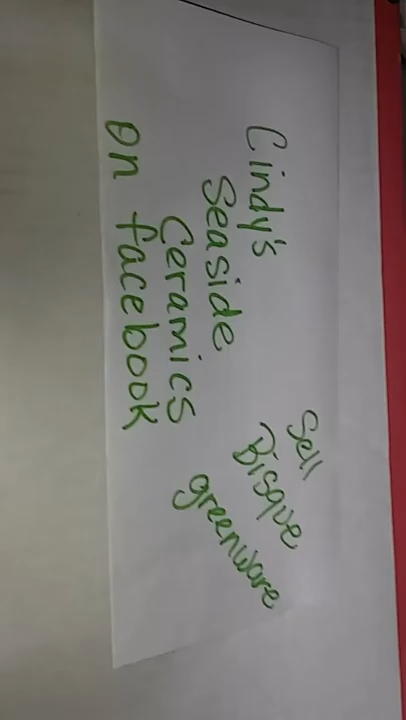 Cindy's
Seaside
Ceramics
on facebook
Sell
Bisque
greenware